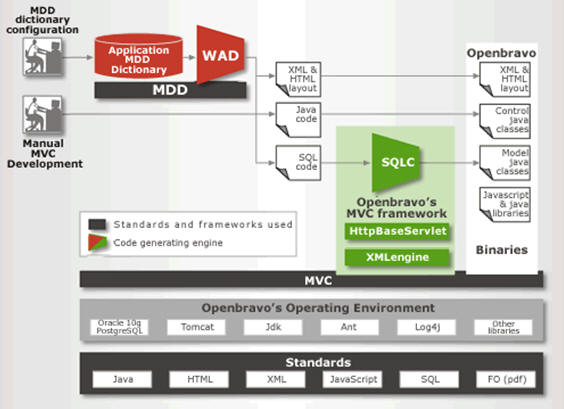 MDD
dictionary
configuration
Application
MDD
Dictionary
WAD
MDD
Manual
MVC
Development
XML &
HTML
layout
Java
code
SQL
code
SQLC
Openbravo's
MVC framework
HttpBaseServlet
XMLengine
Openbravo
XML &
HTML
layout
Control
java
classes
Model
java
classes
Javascript
& java
libraries
Binaries
Standards and frameworks used
Code generating engine
MVC
Openbravo's Operating Environment
Oracle 10g
PostgreSQL
Tomcat
Jdk
Ant
Log4j
Other
libraries
Standards
Java
HTML
XML
JavaScript
SQL
FO (pdf)